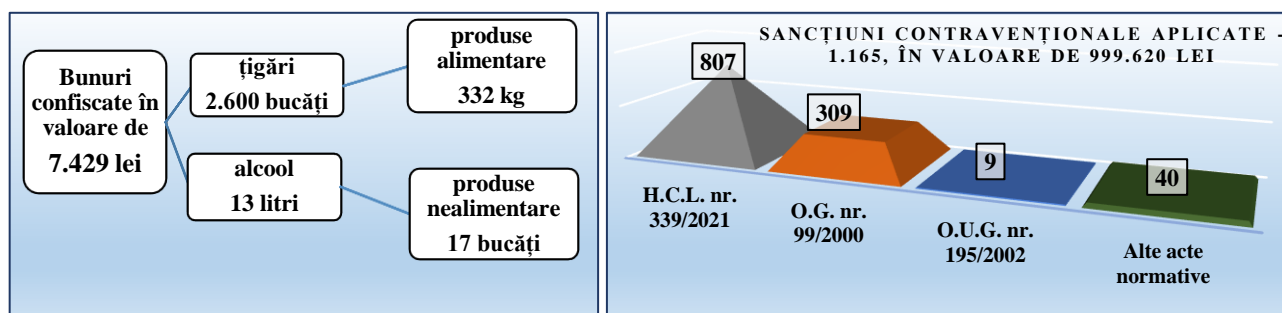 Bunuri
confiscate în
valoare de
7.429 lei
țigări
2.600 bucăți
alcool
13 litri
produse
alimentare
332 kg
produse
nealimentare
17 bucăți
SANCȚIUNI CONTRAVENȚIONALE APLICATE -
1.165, ÎN VALOARE DE 999.620 LEI
807
309
9
40
H.C.L. nr.
339/2021
O.G. nr.
99/2000
O.U.G. nr.
195/2002
Alte acte
normative